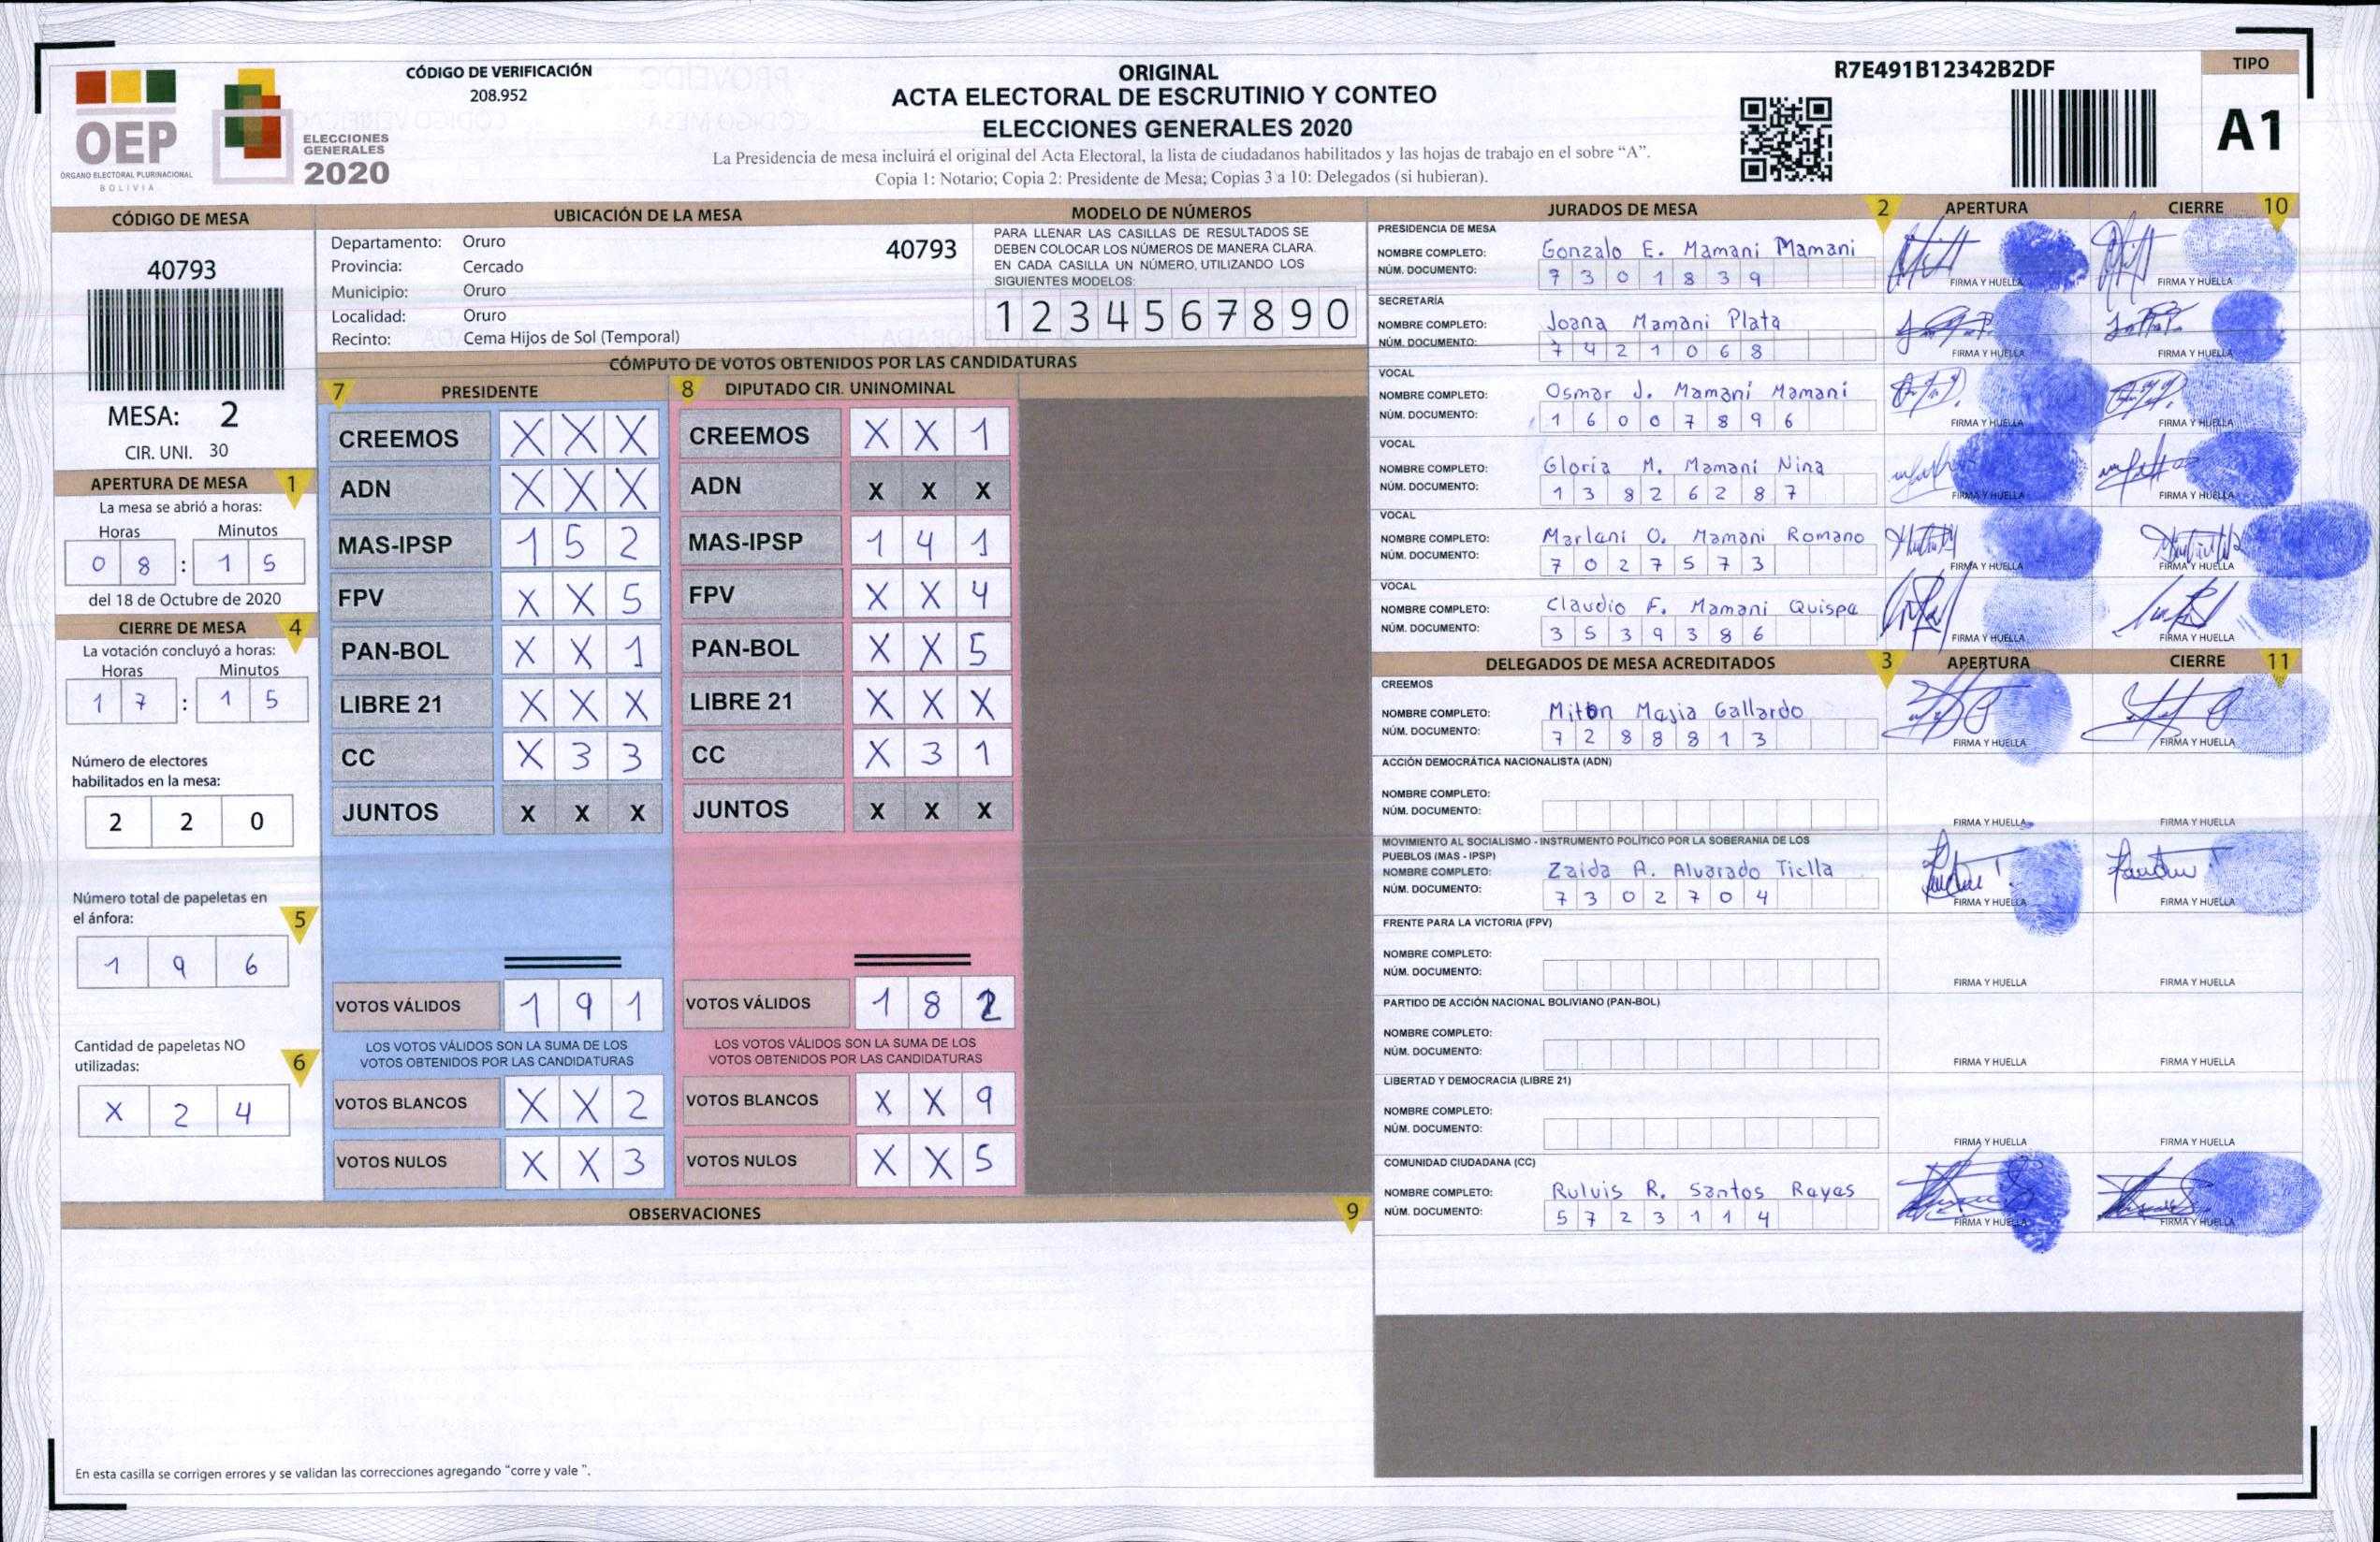 CÓDIGO DE VERIFICACIÓN
208.952
OEP
ÓRGANO ELECTORAL PLURINACIONAL
BOLIVIA
ELECCIONES
GENERALES
2020
ORIGINAL
ACTA ELECTORAL DE ESCRUTINIO Y CONTEO
ELECCIONES GENERALES 2020
La Presidencia de mesa incluirá el original del Acta Electoral, la lista de ciudadanos habilitados y las hojas de trabajo en el sobre “A”.
Copia 1: Notario; Copia 2: Presidente de Mesa; Copias 3 a 10: Delegados (si hubieran).
R7E491B12342B2DF
TIPO
A1
CÓDIGO DE MESA
40793
MESA: 2
CIR. UNI. 30
UBICACIÓN DE LA MESA
Departamento: Oruro
40793
Provincia: Cercado
Municipio: Oruro
Localidad: Oruro
Recinto: Cema Hijos de Sol (Temporal)
MODELO DE NÚMEROS
PARA LLENAR LAS CASILLAS DE RESULTADOS SE
DEBEN COLOCAR LOS NÚMEROS DE MANERA CLARA.
EN CADA CASILLA UN NÚMERO, UTILIZANDO LOS
SIGUIENTES MODELOS:
1 2 3 4 5 6 7 8 9 0
APERTURA DE MESA 1
La mesa se abrió a horas:
Horas Minutos
0 8 : 1 5
del 18 de Octubre de 2020
CIERRE DE MESA 4
La votación concluyó a horas:
Horas Minutos
1 7 : 1 5
Número de electores
habilitados en la mesa:
2 2 0
Número total de papeletas en
el ánfora: 5
1 9 6
Cantidad de papeletas NO
utilizadas: 6
X 2 4
CÓMPUTO DE VOTOS OBTENIDOS POR LAS CANDIDATURAS
7 PRESIDENTE
CREEMOS X X X
ADN X X X
MAS-IPSP 1 5 2
FPV X X 5
PAN-BOL X X 1
LIBRE 21 X X X
CC X 3 3
JUNTOS X X X
VOTOS VÁLIDOS 1 9 1
LOS VOTOS VÁLIDOS SON LA SUMA DE LOS
VOTOS OBTENIDOS POR LAS CANDIDATURAS
VOTOS BLANCOS X X 2
VOTOS NULOS X X 3
8 DIPUTADO CIR. UNINOMINAL
CREEMOS X X 1
ADN X X X
MAS-IPSP 1 4 1
FPV X X 4
PAN-BOL X X 5
LIBRE 21 X X X
CC X 3 1
JUNTOS X X X
VOTOS VÁLIDOS 1 8 2
LOS VOTOS VÁLIDOS SON LA SUMA DE LOS
VOTOS OBTENIDOS POR LAS CANDIDATURAS
VOTOS BLANCOS X X 9
VOTOS NULOS X X 5
OBSERVACIONES 9
En esta casilla se corrigen errores y se validan las correcciones agregando “corre y vale ”.
JURADOS DE MESA 2 APERTURA CIERRE 10
PRESIDENCIA DE MESA
NOMBRE COMPLETO: Gonzalo E. Mamani Mamani
NÚM. DOCUMENTO: 7 3 0 1 8 3 9
FIRMA Y HUELLA FIRMA Y HUELLA
SECRETARÍA
NOMBRE COMPLETO: Joana Mamani Plata
NÚM. DOCUMENTO: 7 4 2 1 0 6 8
FIRMA Y HUELLA FIRMA Y HUELLA
VOCAL
NOMBRE COMPLETO: Osmar J. Mamani Mamani
NÚM. DOCUMENTO: 1 6 0 0 7 8 9 6
FIRMA Y HUELLA FIRMA Y HUELLA
VOCAL
NOMBRE COMPLETO: Gloria M. Mamani Nina
NÚM. DOCUMENTO: 1 3 8 2 6 2 8 7
FIRMA Y HUELLA FIRMA Y HUELLA
VOCAL
NOMBRE COMPLETO: Marleni O. Mamani Romano
NÚM. DOCUMENTO: 7 0 2 7 5 7 3
FIRMA Y HUELLA FIRMA Y HUELLA
VOCAL
NOMBRE COMPLETO: Claudio F. Mamani Quispe
NÚM. DOCUMENTO: 3 5 3 9 3 8 6
FIRMA Y HUELLA FIRMA Y HUELLA
DELEGADOS DE MESA ACREDITADOS 3 APERTURA CIERRE 11
CREEMOS
NOMBRE COMPLETO: Miton Mejia Gallardo
NÚM. DOCUMENTO: 7 2 8 8 8 1 3
FIRMA Y HUELLA FIRMA Y HUELLA
ACCIÓN DEMOCRÁTICA NACIONALISTA (ADN)
NOMBRE COMPLETO:
NÚM. DOCUMENTO:
FIRMA Y HUELLA FIRMA Y HUELLA
MOVIMIENTO AL SOCIALISMO - INSTRUMENTO POLÍTICO POR LA SOBERANIA DE LOS
PUEBLOS (MAS - IPSP)
NOMBRE COMPLETO: Zaida A. Alvarado Ticlla
NÚM. DOCUMENTO: 7 3 0 2 7 0 4
FIRMA Y HUELLA FIRMA Y HUELLA
FRENTE PARA LA VICTORIA (FPV)
NOMBRE COMPLETO:
NÚM. DOCUMENTO:
FIRMA Y HUELLA FIRMA Y HUELLA
PARTIDO DE ACCIÓN NACIONAL BOLIVIANO (PAN-BOL)
NOMBRE COMPLETO:
NÚM. DOCUMENTO:
FIRMA Y HUELLA FIRMA Y HUELLA
LIBERTAD Y DEMOCRACIA (LIBRE 21)
NOMBRE COMPLETO:
NÚM. DOCUMENTO:
FIRMA Y HUELLA FIRMA Y HUELLA
COMUNIDAD CIUDADANA (CC)
NOMBRE COMPLETO: Rulvis R. Santos Reyes
NÚM. DOCUMENTO: 5 7 2 3 1 1 4
FIRMA Y HUELLA FIRMA Y HUELLA